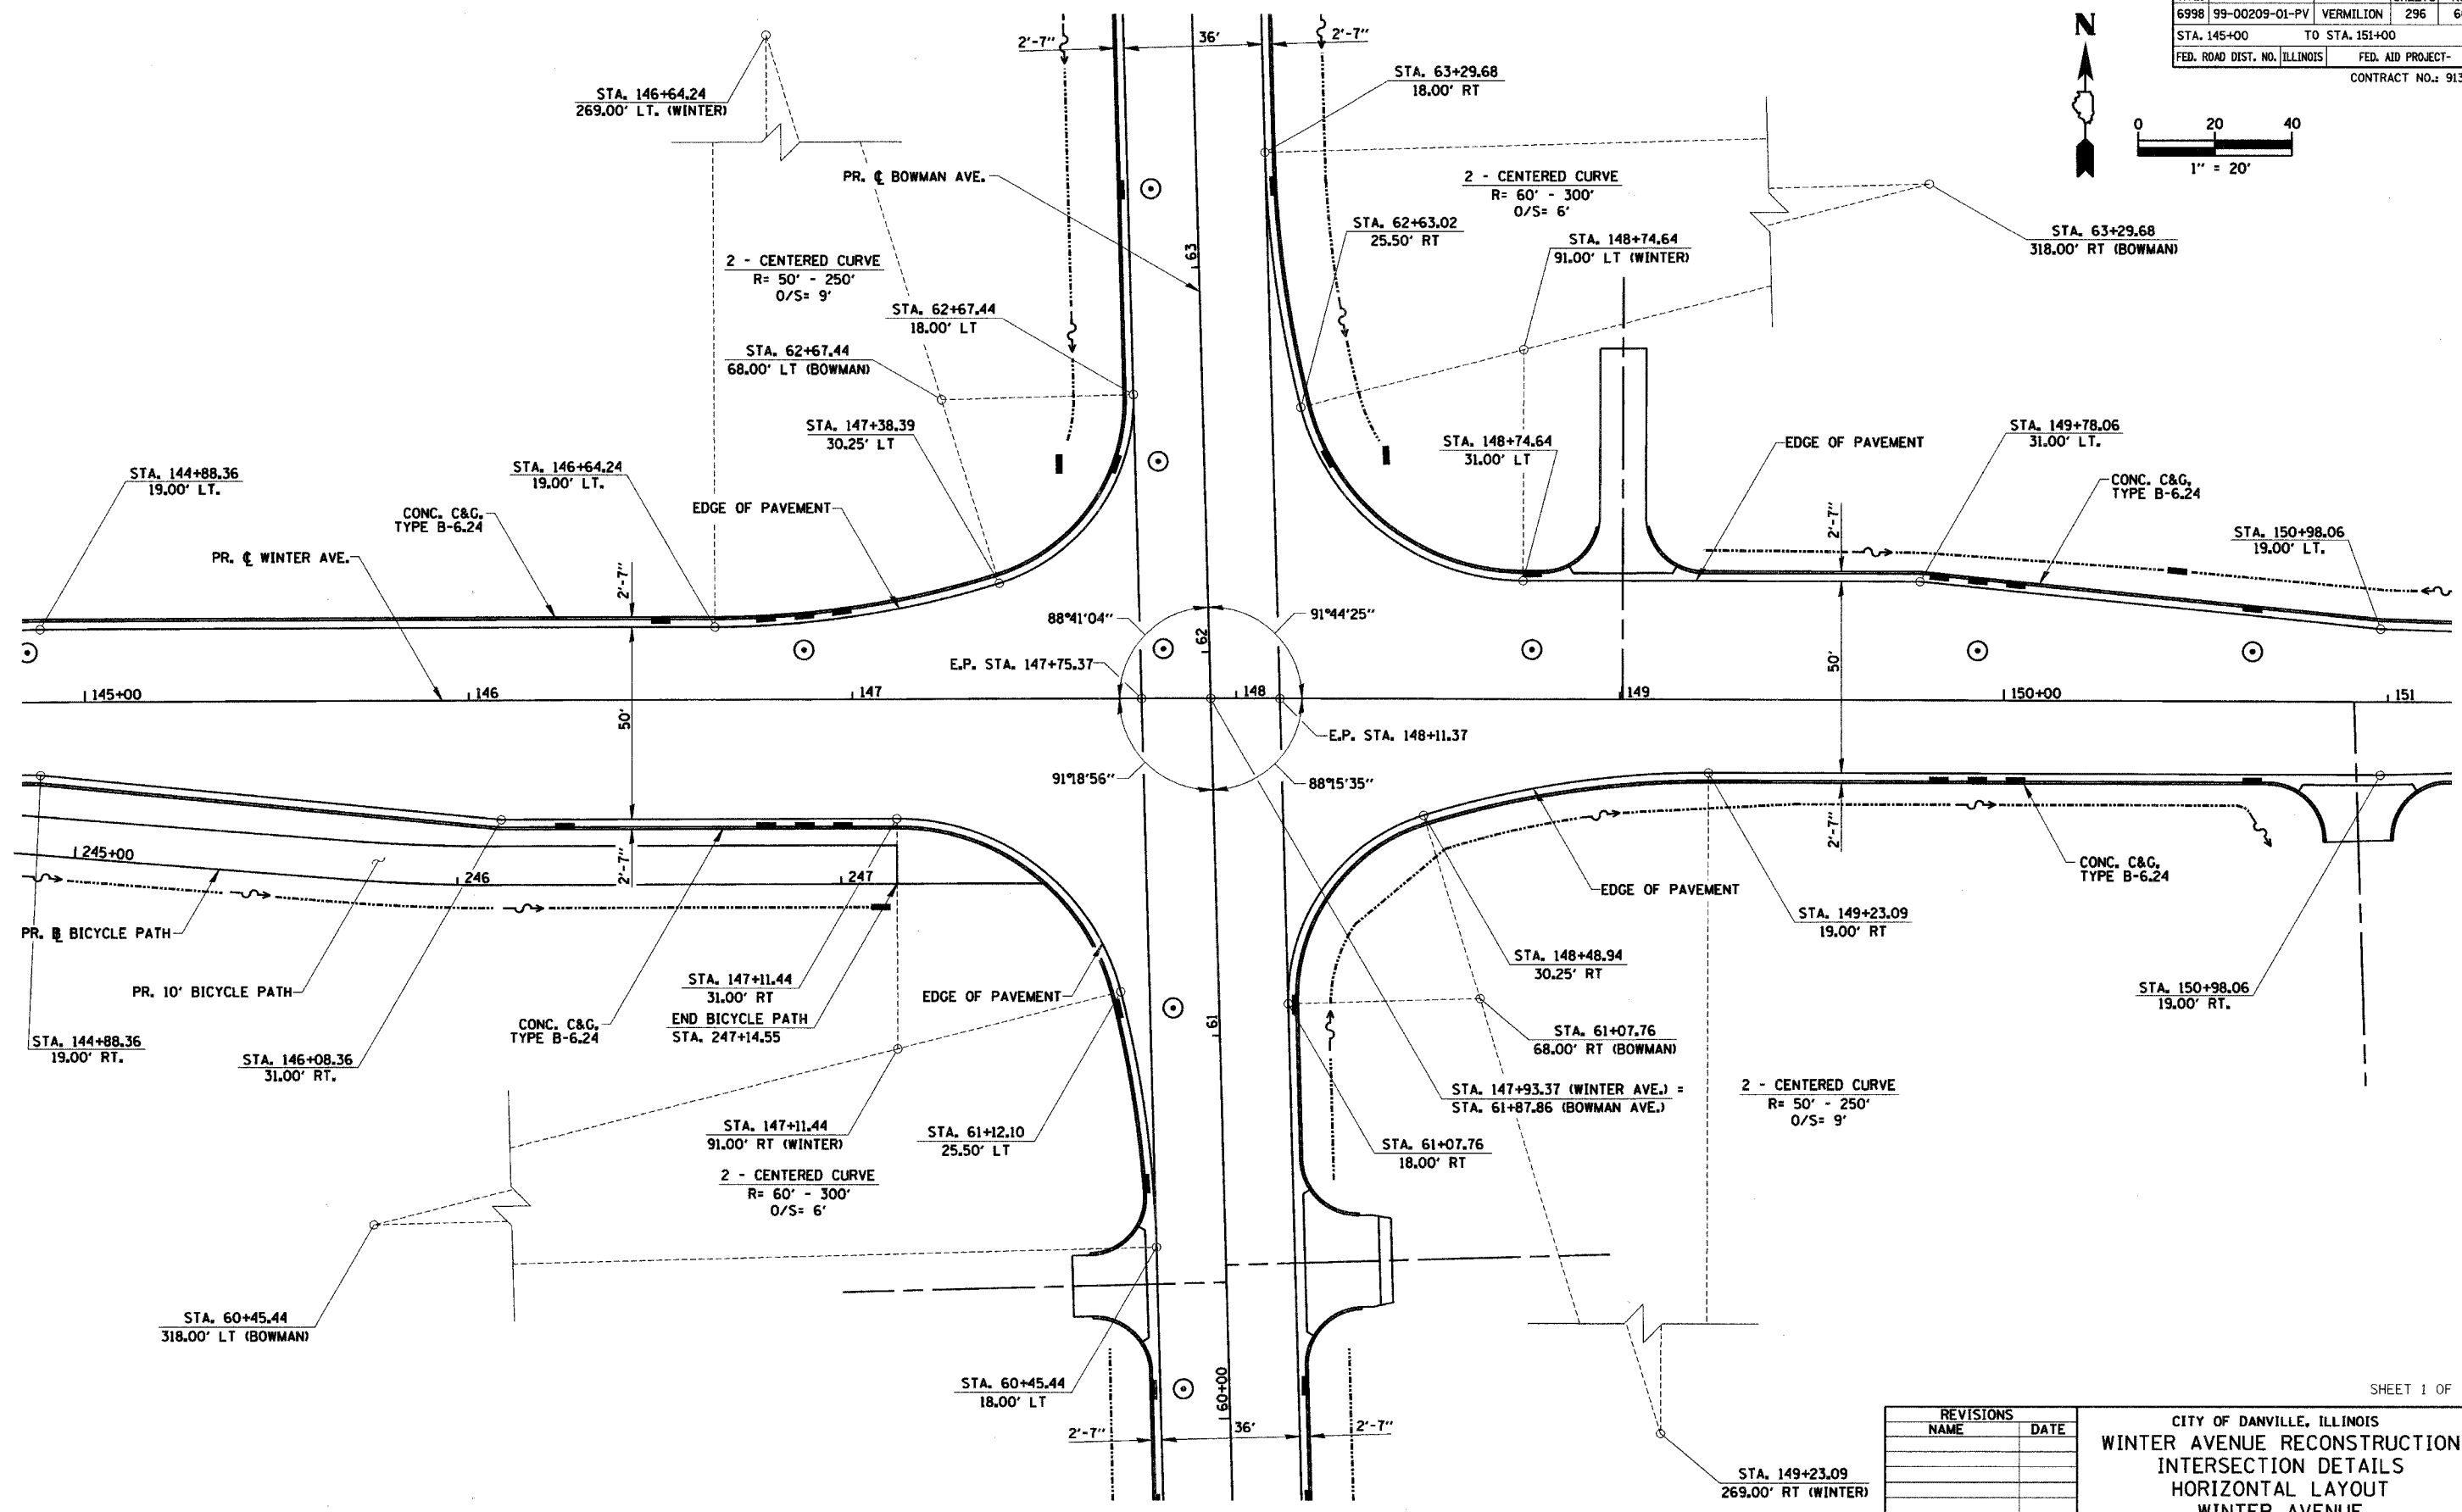 6998 99-00209-01-PV VERMILION 296
STA. 145+00 TO STA. 151+00
FED. ROAD DIST. NO. ILLINOIS FED. AID PROJECT-
CONTRACT NO.: 913
N
0 20 40
1" = 20'
2'-7" 36' 2'-7"
STA. 63+29.68
18.00' RT
STA. 146+64.24
269.00' LT. (WINTER)
PR. ℄ BOWMAN AVE.
2 - CENTERED CURVE
R= 60' - 300'
O/S= 6'
STA. 62+63.02
25.50' RT
STA. 148+74.64
91.00' LT (WINTER)
STA. 63+29.68
318.00' RT (BOWMAN)
63
2 - CENTERED CURVE
R= 50' - 250'
O/S= 9'
STA. 62+67.44
18.00' LT
STA. 62+67.44
68.00' LT (BOWMAN)
STA. 147+38.39
30.25' LT
STA. 148+74.64
31.00' LT
EDGE OF PAVEMENT
STA. 149+78.06
31.00' LT.
STA. 144+88.36
19.00' LT.
STA. 146+64.24
19.00' LT.
CONC. C&G,
TYPE B-6.24
EDGE OF PAVEMENT
CONC. C&G,
TYPE B-6.24
STA. 150+98.06
19.00' LT.
PR. ℄ WINTER AVE.
2'-7"
2'-7"
88°41'04"
91°44'25"
62
E.P. STA. 147+75.37
50'
145+00 146 147 148 149 150+00 151
50'
E.P. STA. 148+11.37
91°18'56"
88°15'35"
245+00 246 247
2'-7"
2'-7"
CONC. C&G,
TYPE B-6.24
EDGE OF PAVEMENT
PR. BL BICYCLE PATH
STA. 149+23.09
19.00' RT
STA. 148+48.94
30.25' RT
PR. 10' BICYCLE PATH
STA. 147+11.44
31.00' RT
EDGE OF PAVEMENT
END BICYCLE PATH
STA. 247+14.55
CONC. C&G,
TYPE B-6.24
61
STA. 150+98.06
19.00' RT.
STA. 144+88.36
19.00' RT.
STA. 146+08.36
31.00' RT.
STA. 61+07.76
68.00' RT (BOWMAN)
STA. 147+93.37 (WINTER AVE.) =
STA. 61+87.86 (BOWMAN AVE.)
2 - CENTERED CURVE
R= 50' - 250'
O/S= 9'
STA. 147+11.44
91.00' RT (WINTER)
STA. 61+12.10
25.50' LT
STA. 61+07.76
18.00' RT
2 - CENTERED CURVE
R= 60' - 300'
O/S= 6'
STA. 60+45.44
318.00' LT (BOWMAN)
STA. 60+45.44
18.00' LT
60+00
2'-7" 36' 2'-7"
STA. 149+23.09
269.00' RT (WINTER)
SHEET 1 OF
REVISIONS
NAME DATE
CITY OF DANVILLE, ILLINOIS
WINTER AVENUE RECONSTRUCTION
INTERSECTION DETAILS
HORIZONTAL LAYOUT
WINTER AVENUE